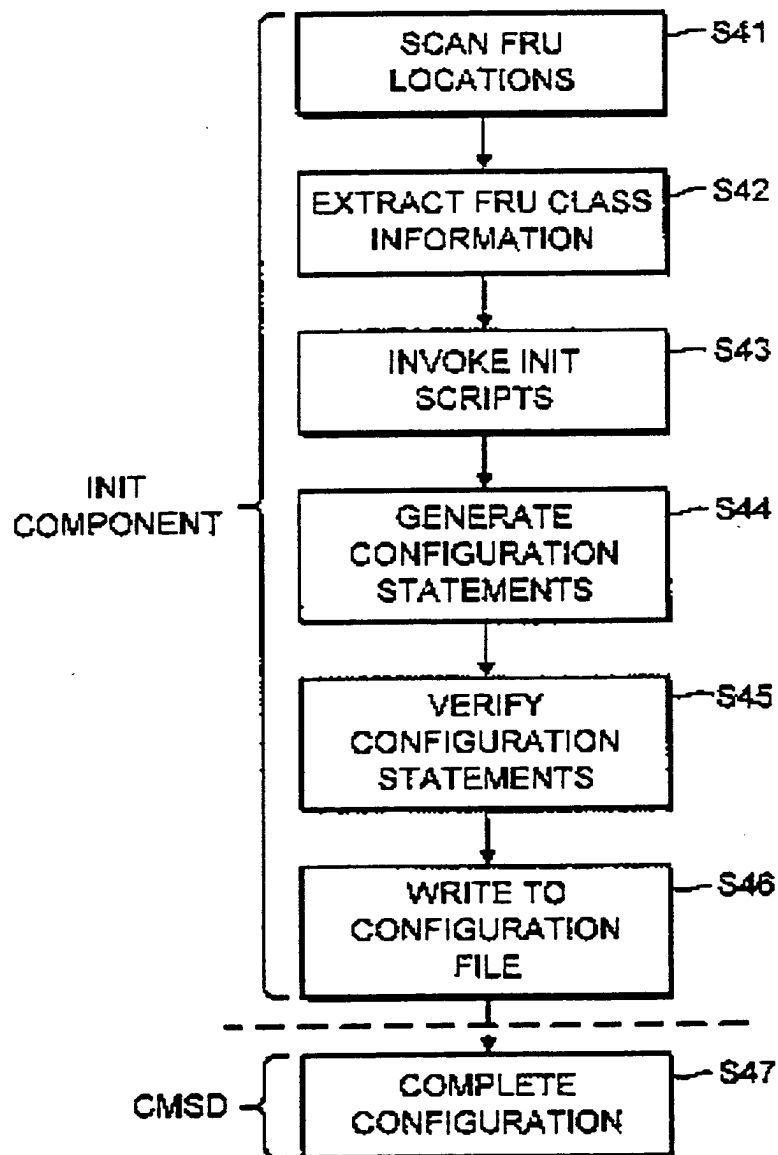 SCAN FRU
LOCATIONS
S41
EXTRACT FRU CLASS
INFORMATION
S42
INVOKE INIT
SCRIPTS
S43
INIT
COMPONENT
GENERATE
CONFIGURATION
STATEMENTS
S44
VERIFY
CONFIGURATION
STATEMENTS
S45
WRITE TO
CONFIGURATION
FILE
S46
CMSD
COMPLETE
CONFIGURATION
S47